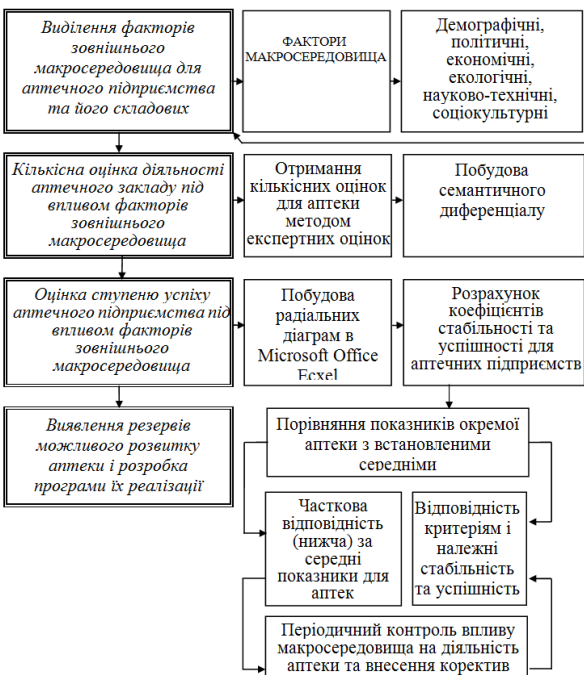 Виділення факторів
зовнішнього
макросередовища для
аптечного підприємства
та його складових
ФАКТОРИ
МАКРОСЕРЕДОВИЩА
Демографічні,
політичні,
економічні,
екологічні,
науково-технічні,
соціокультурні
Кількісна оцінка діяльності
аптечного закладу під
впливом факторів
зовнішнього
макросередовища
Отримання
кількісних оцінок
для аптеки
методом
експертних оцінок
Побудова
семантичного
диференціалу
Оцінка ступеню успіху
аптечного підприємства під
впливом факторів
зовнішнього
макросередовища
Побудова
радіальних
діаграм в
Microsoft Office
Ecxel
Розрахунок
коефіцієнтів
стабільності та
успішності для
аптечних підприємств
Виявлення резервів
можливого розвитку
аптеки і розробка
програми їх реалізації
Порівняння показників окремої
аптеки з встановленими
середніми
Часткова
відповідність
(нижча) за
середні
показники для
аптек
Відповідність
критеріям і
належні
стабільність
та успішність
Періодичний контроль впливу
макросередовища на діяльність
аптеки та внесення коректив